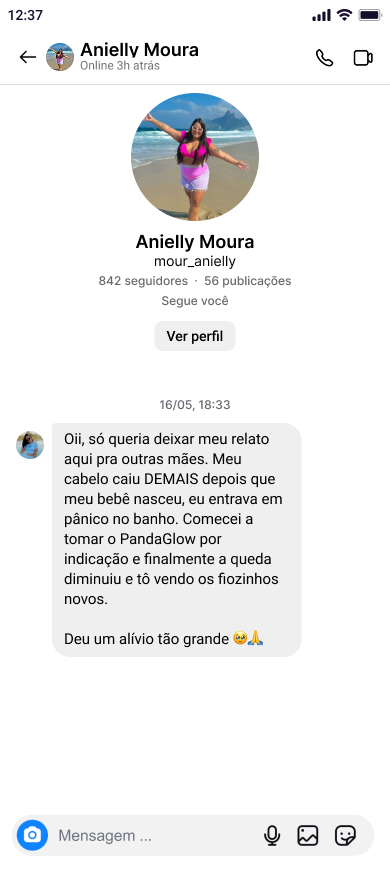 12:37
Anielly Moura
Online 3h atrás
Anielly Moura
mour_anielly
842 seguidores · 56 publicações
Segue você
Ver perfil
16/05, 18:33
Oii, só queria deixar meu relato
aqui pra outras mães. Meu
cabelo caiu DEMAIS depois que
meu bebê nasceu, eu entrava em
pânico no banho. Comecei a
tomar o PandaGlow por
indicação e finalmente a queda
diminuiu e tô vendo os fiozinhos
novos.
Deu um alívio tão grande 🥹🙏
Mensagem ...